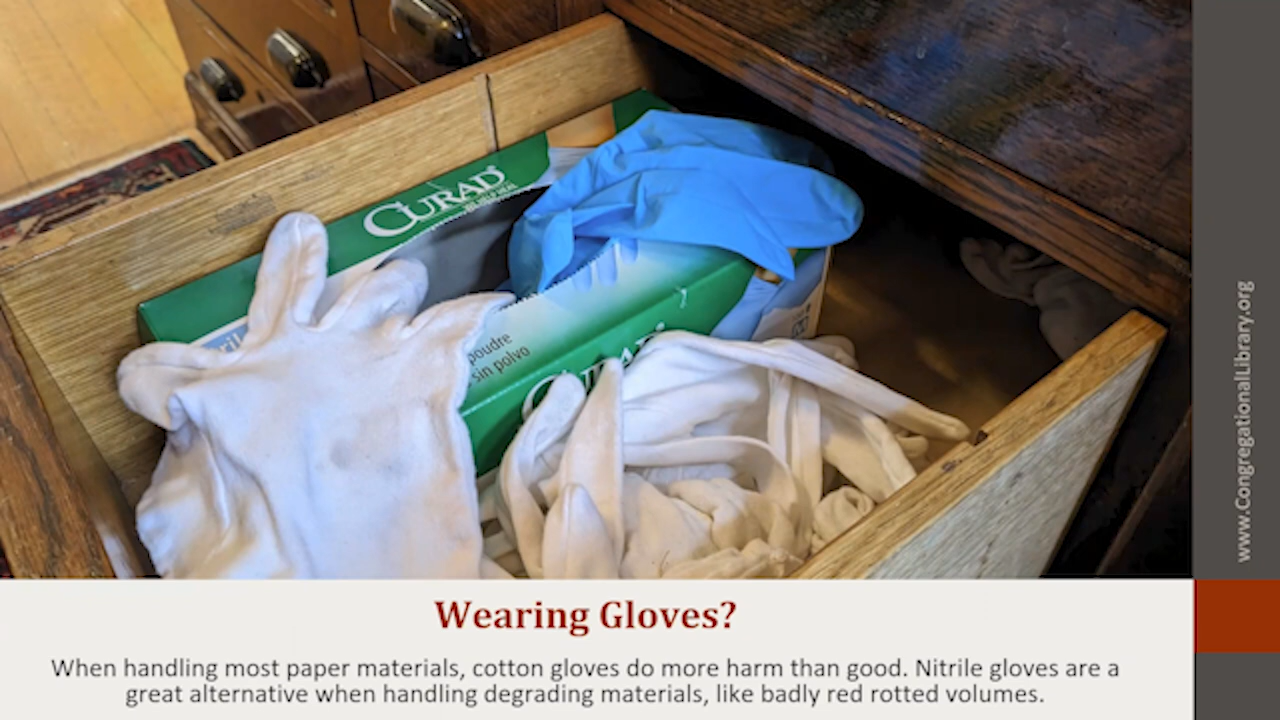 CURAD
poudre
sin polvo
www.CongregationalLibrary.org
Wearing Gloves?
When handling most paper materials, cotton gloves do more harm than good. Nitrile gloves are a
great alternative when handling degrading materials, like badly red rotted volumes.